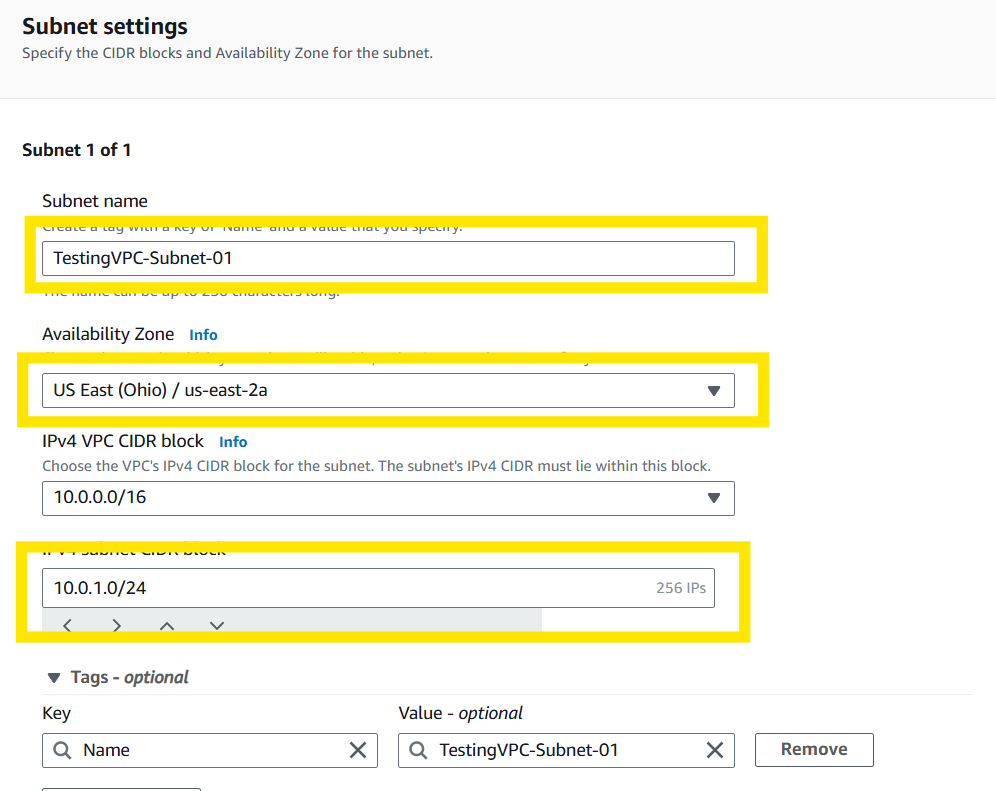 Subnet settings
Specify the CIDR blocks and Availability Zone for the subnet.
Subnet 1 of 1
Subnet name
Create a tag with a key of 'Name' and a value that you specify.
TestingVPC-Subnet-01
The name can be up to 256 characters long.
Availability Zone Info
US East (Ohio) / us-east-2a
IPv4 VPC CIDR block Info
Choose the VPC's IPv4 CIDR block for the subnet. The subnet's IPv4 CIDR must lie within this block.
10.0.0.0/16
IPv4 subnet CIDR block
10.0.1.0/24 256 IPs
Tags - optional
Key Value - optional
Name TestingVPC-Subnet-01 Remove